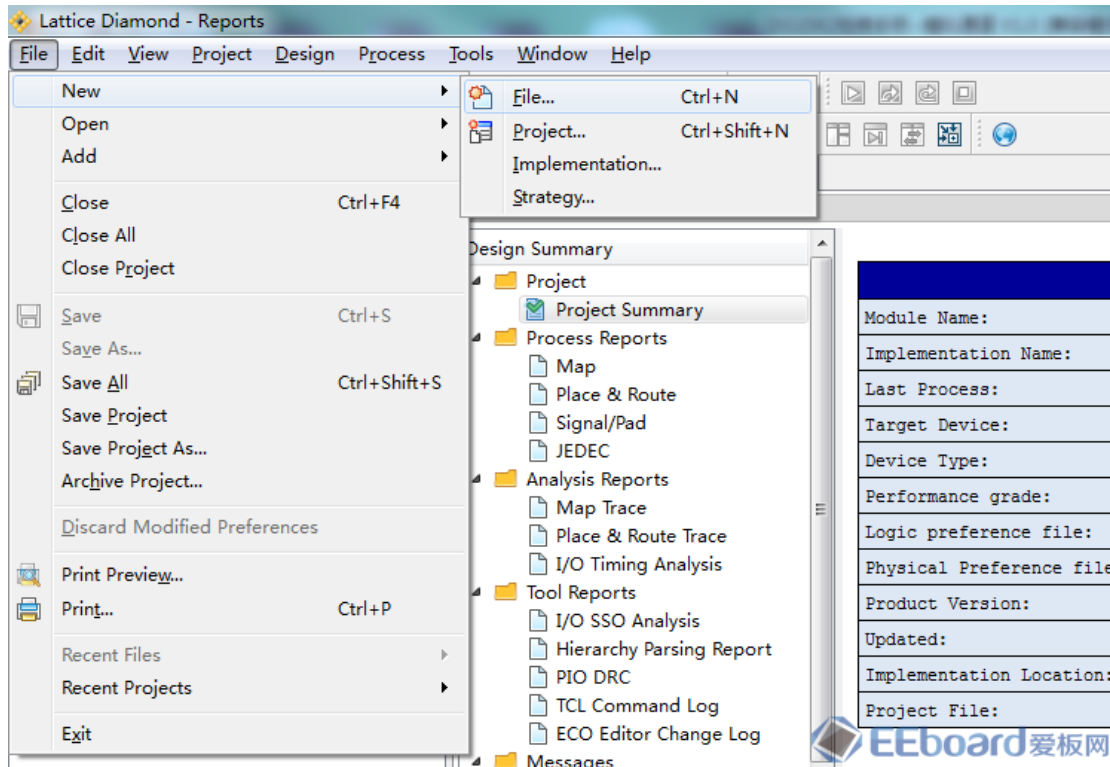 Lattice Diamond - Reports
File Edit View Project Design Process Tools Window Help
New
Open
Add
Close Ctrl+F4
Close All
Close Project
Save Ctrl+S
Save As...
Save All Ctrl+Shift+S
Save Project
Save Project As...
Archive Project...
Discard Modified Preferences
Print Preview...
Print... Ctrl+P
Recent Files
Recent Projects
Exit
File... Ctrl+N
Project... Ctrl+Shift+N
Implementation...
Strategy...
Design Summary
Project
Project Summary
Process Reports
Map
Place & Route
Signal/Pad
JEDEC
Analysis Reports
Map Trace
Place & Route Trace
I/O Timing Analysis
Tool Reports
I/O SSO Analysis
Hierarchy Parsing Report
PIO DRC
TCL Command Log
ECO Editor Change Log
Messages
Module Name:
Implementation Name:
Last Process:
Target Device:
Device Type:
Performance grade:
Logic preference file:
Physical Preference file
Product Version:
Updated:
Implementation Location:
Project File:
EEboard爱板网